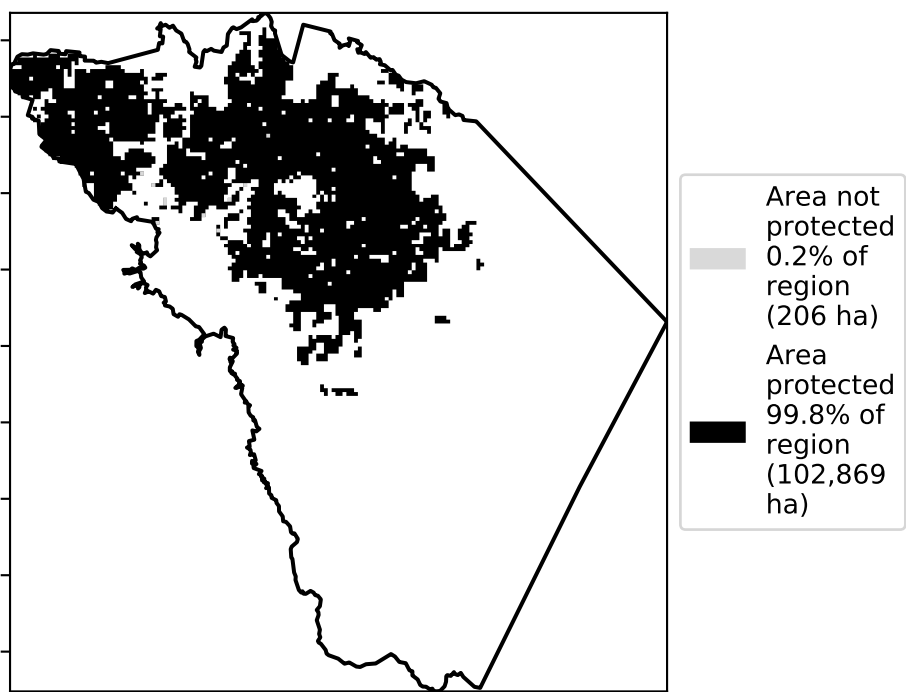 Area not
protected
0.2% of
region
(206 ha)
Area
protected
99.8% of
region
(102,869
ha)